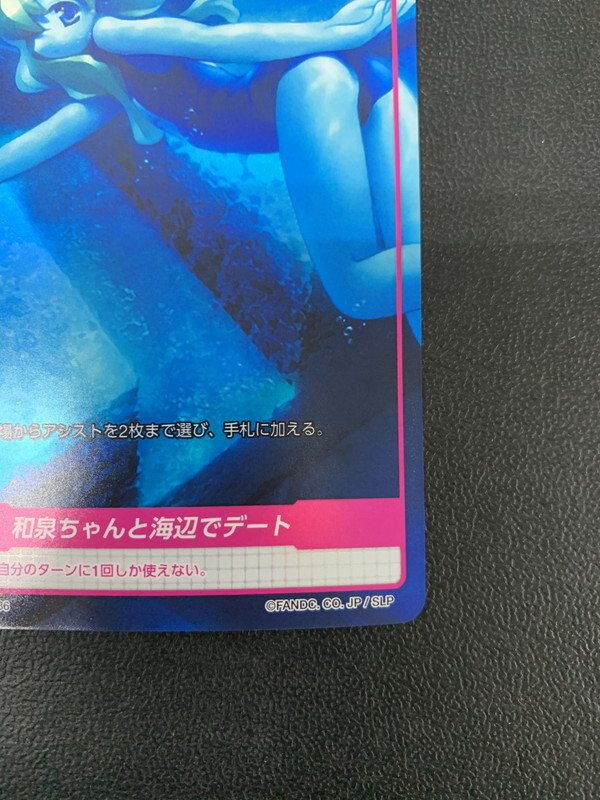 場からアシストを2枚まで選び、手札に加える。
和泉ちゃんと海辺でデート
自分のターンに1回しか使えない。
36 ©FANDC. CO. JP / SLP